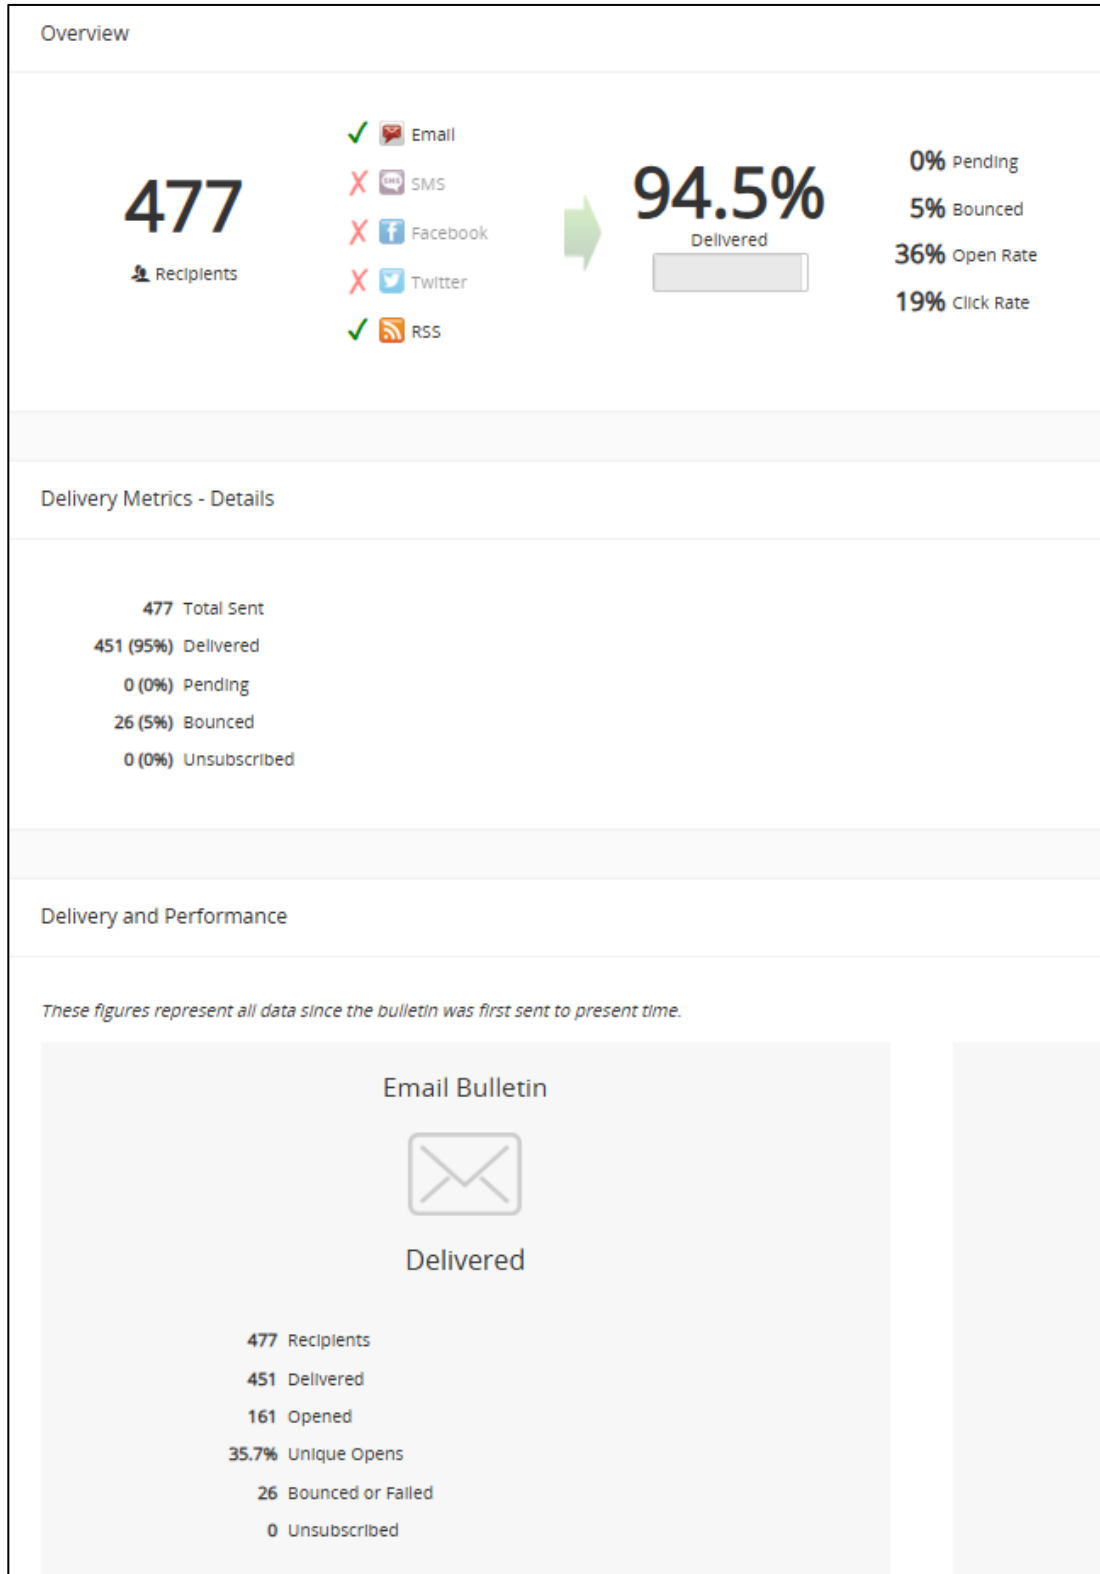 Overview
477
Recipients
Email
SMS
SMS
Facebook
Twitter
RSS
94.5%
Delivered
0% Pending
5% Bounced
36% Open Rate
19% Click Rate
Delivery Metrics - Details
477 Total Sent
451 (95%) Delivered
0 (0%) Pending
26 (5%) Bounced
0 (0%) Unsubscribed
Delivery and Performance
These figures represent all data since the bulletin was first sent to present time.
Email Bulletin
Delivered
477 Recipients
451 Delivered
161 Opened
35.7% Unique Opens
26 Bounced or Failed
0 Unsubscribed